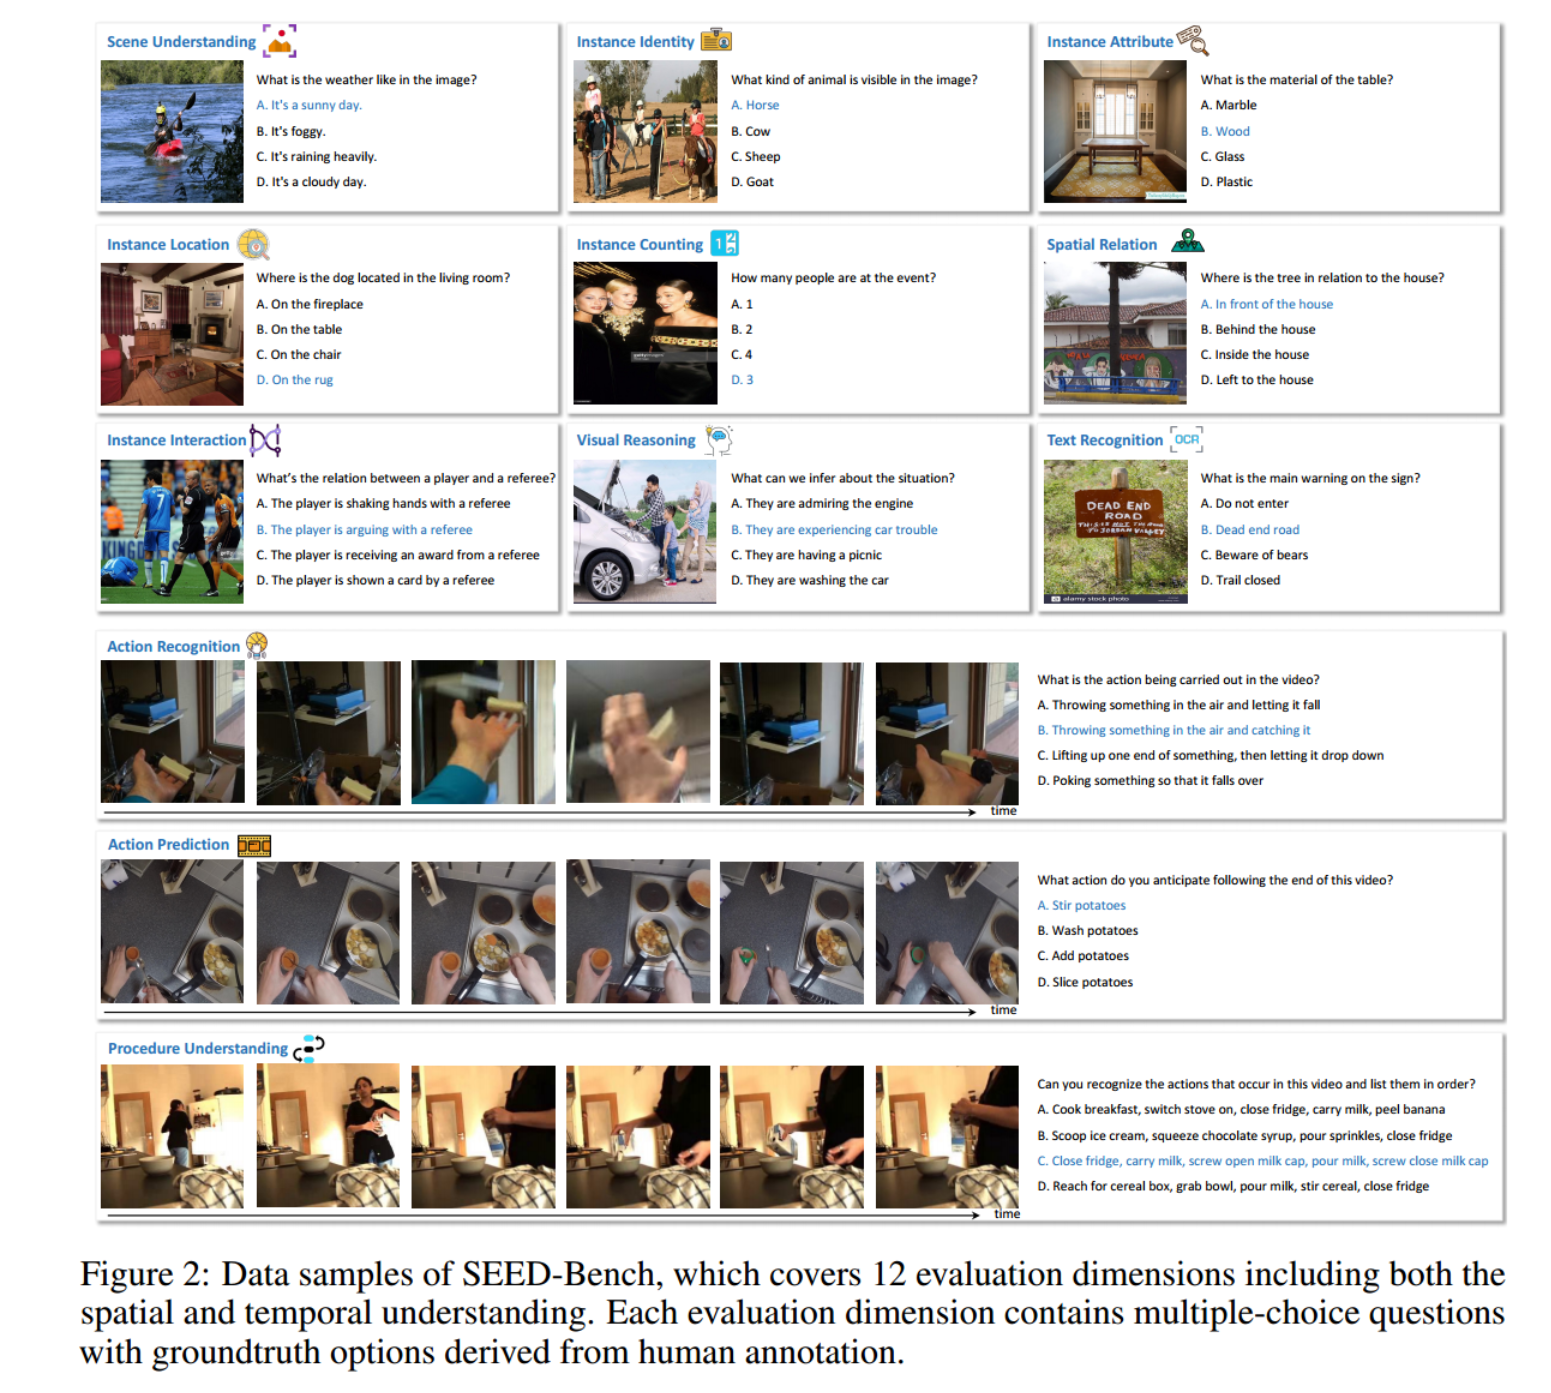 Scene Understanding
What is the weather like in the image?
A. It's a sunny day.
B. It's foggy.
C. It's raining heavily.
D. It's a cloudy day.
Instance Identity
What kind of animal is visible in the image?
A. Horse
B. Cow
C. Sheep
D. Goat
Instance Attribute
What is the material of the table?
A. Marble
B. Wood
C. Glass
D. Plastic
Instance Location
Where is the dog located in the living room?
A. On the fireplace
B. On the table
C. On the chair
D. On the rug
Instance Counting
How many people are at the event?
A. 1
B. 2
C. 4
D. 3
Spatial Relation
Where is the tree in relation to the house?
A. In front of the house
B. Behind the house
C. Inside the house
D. Left to the house
Instance Interaction
7
KINGD
What's the relation between a player and a referee?
A. The player is shaking hands with a referee
B. The player is arguing with a referee
C. The player is receiving an award from a referee
D. The player is shown a card by a referee
Visual Reasoning
What can we infer about the situation?
A. They are admiring the engine
B. They are experiencing car trouble
C. They are having a picnic
D. They are washing the car
Text Recognition OCR
DEAD END
ROAD
THIS IS NOT THE ROAD
TO JORDAN VALLEY
alamy stock photo
What is the main warning on the sign?
A. Do not enter
B. Dead end road
C. Beware of bears
D. Trail closed
Action Recognition
time
What is the action being carried out in the video?
A. Throwing something in the air and letting it fall
B. Throwing something in the air and catching it
C. Lifting up one end of something, then letting it drop down
D. Poking something so that it falls over
Action Prediction
time
What action do you anticipate following the end of this video?
A. Stir potatoes
B. Wash potatoes
C. Add potatoes
D. Slice potatoes
Procedure Understanding
time
Can you recognize the actions that occur in this video and list them in order?
A. Cook breakfast, switch stove on, close fridge, carry milk, peel banana
B. Scoop ice cream, squeeze chocolate syrup, pour sprinkles, close fridge
C. Close fridge, carry milk, screw open milk cap, pour milk, screw close milk cap
D. Reach for cereal box, grab bowl, pour milk, stir cereal, close fridge
Figure 2: Data samples of SEED-Bench, which covers 12 evaluation dimensions including both the
spatial and temporal understanding. Each evaluation dimension contains multiple-choice questions
with groundtruth options derived from human annotation.